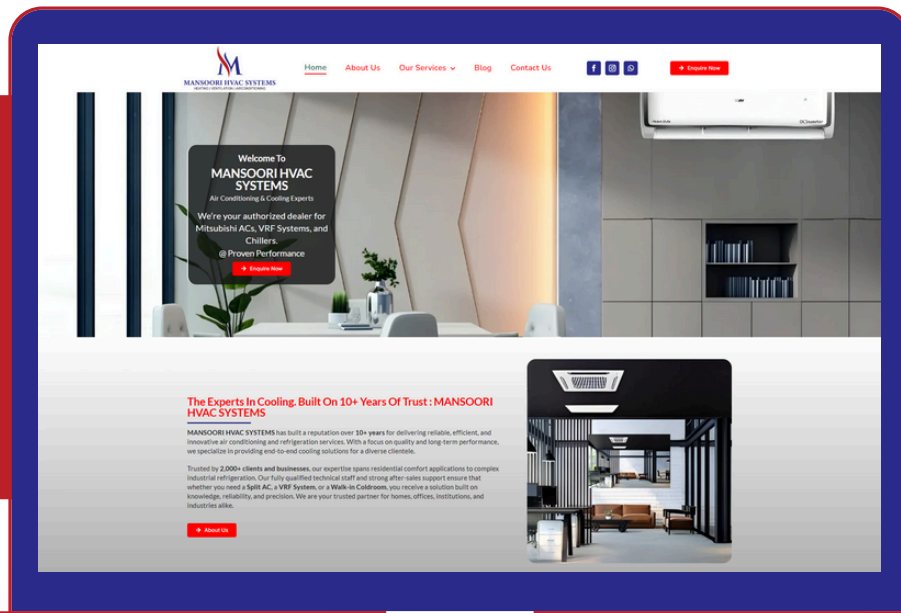 MANSOORI HVAC SYSTEMS
HEATING | VENTILATION | AIRCONDITIONING
Home About Us Our Services Blog Contact Us
Enquire Now
Welcome To
MANSOORI HVAC
SYSTEMS
Air Conditioning & Cooling Experts
We're your authorized dealer for
Mitsubishi ACs, VRF Systems, and
Chillers.
@ Proven Performance
Enquire Now
The Experts In Cooling. Built On 10+ Years Of Trust : MANSOORI
HVAC SYSTEMS
MANSOORI HVAC SYSTEMS has built a reputation over 10+ years for delivering reliable, efficient, and
innovative air conditioning and refrigeration services. With a focus on quality and long-term performance,
we specialize in providing end-to-end cooling solutions for a diverse clientele.
Trusted by 2,000+ clients and businesses, our expertise spans residential comfort applications to complex
industrial refrigeration. Our fully qualified technical staff and strong after-sales support ensure that
whether you need a Split AC, a VRF System, or a Walk-in Coldroom, you receive a solution built on
knowledge, reliability, and precision. We are your trusted partner for homes, offices, institutions, and
industries alike.
About Us